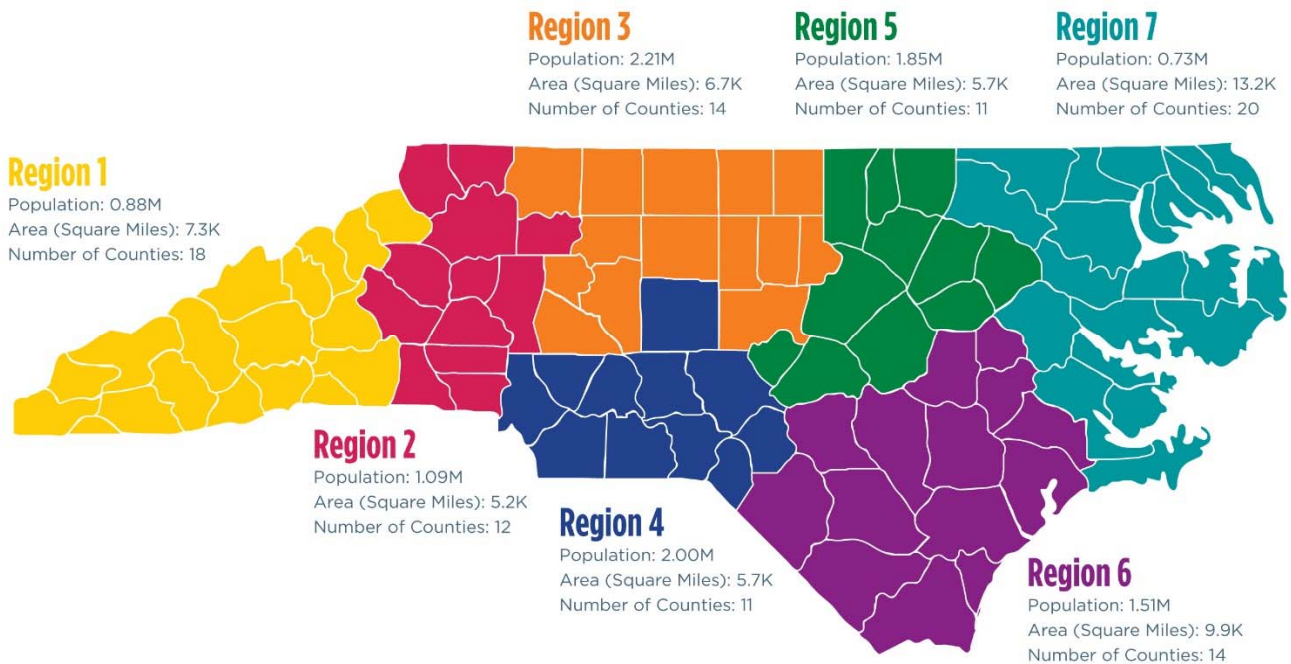 Region 3
Population: 2.21M
Area (Square Miles): 6.7K
Number of Counties: 14
Region 5
Population: 1.85M
Area (Square Miles): 5.7K
Number of Counties: 11
Region 7
Population: 0.73M
Area (Square Miles): 13.2K
Number of Counties: 20
Region 1
Population: 0.88M
Area (Square Miles): 7.3K
Number of Counties: 18
Region 2
Population: 1.09M
Area (Square Miles): 5.2K
Number of Counties: 12
Region 4
Population: 2.00M
Area (Square Miles): 5.7K
Number of Counties: 11
Region 6
Population: 1.51M
Area (Square Miles): 9.9K
Number of Counties: 14